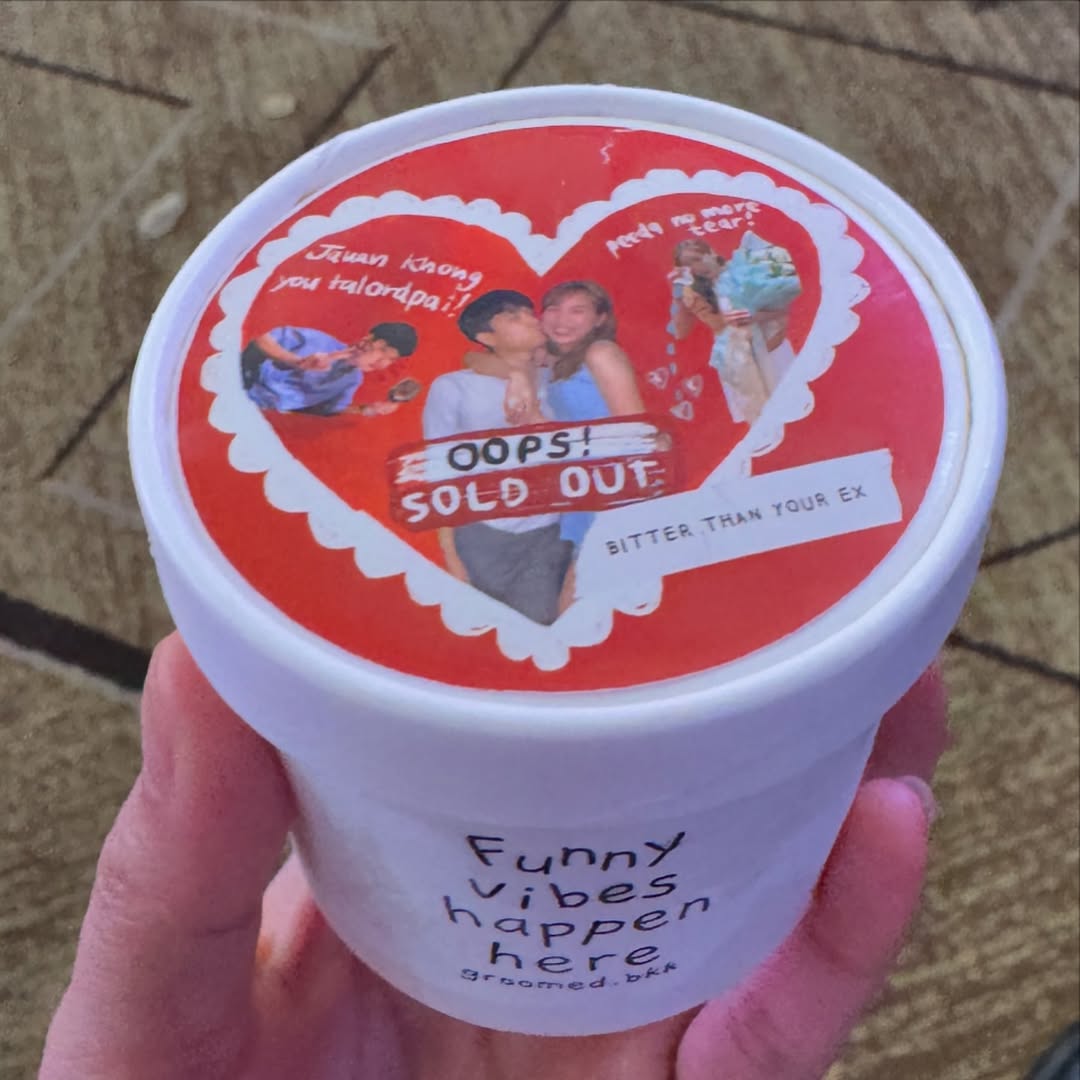 Jauan Khong
you talordpai!
peeda no more
tear!
OOPS!
SOLD OUT
BITTER THAN YOUR EX
Funny
vibes
happen
here
groomed.bkk